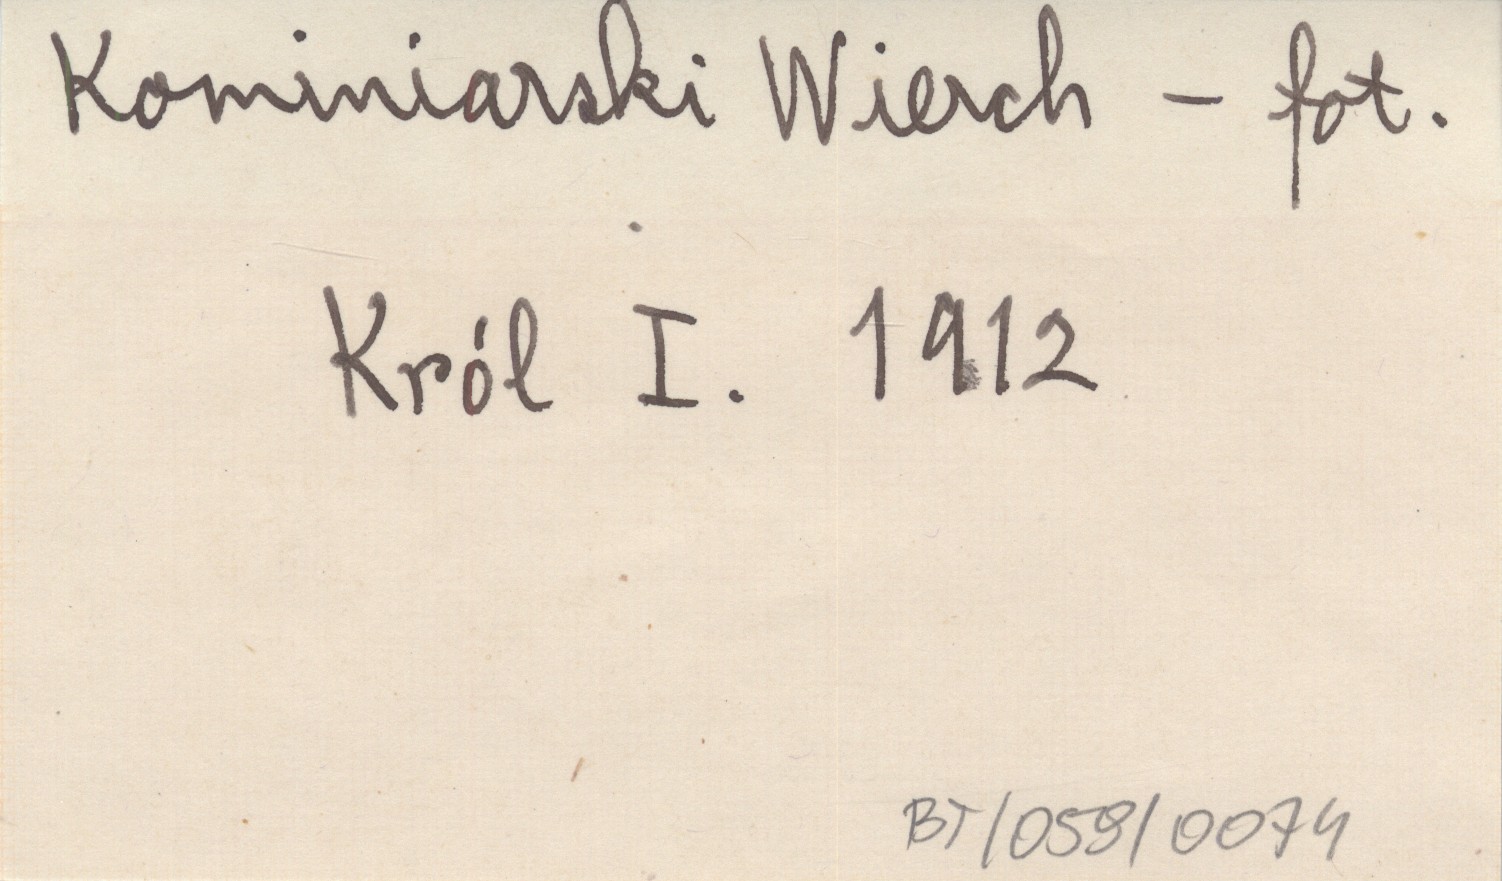 Kominiarski Wierch - fot.
Król I. 1912
BT/058/0074